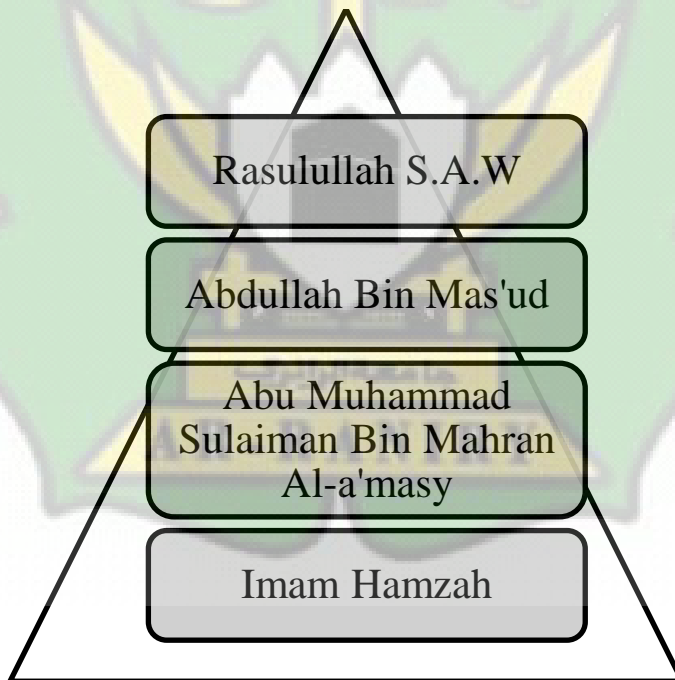 Rasulullah S.A.W
Abdullah Bin Mas'ud
Abu Muhammad
Sulaiman Bin Mahran
Al-a'masy
Imam Hamzah